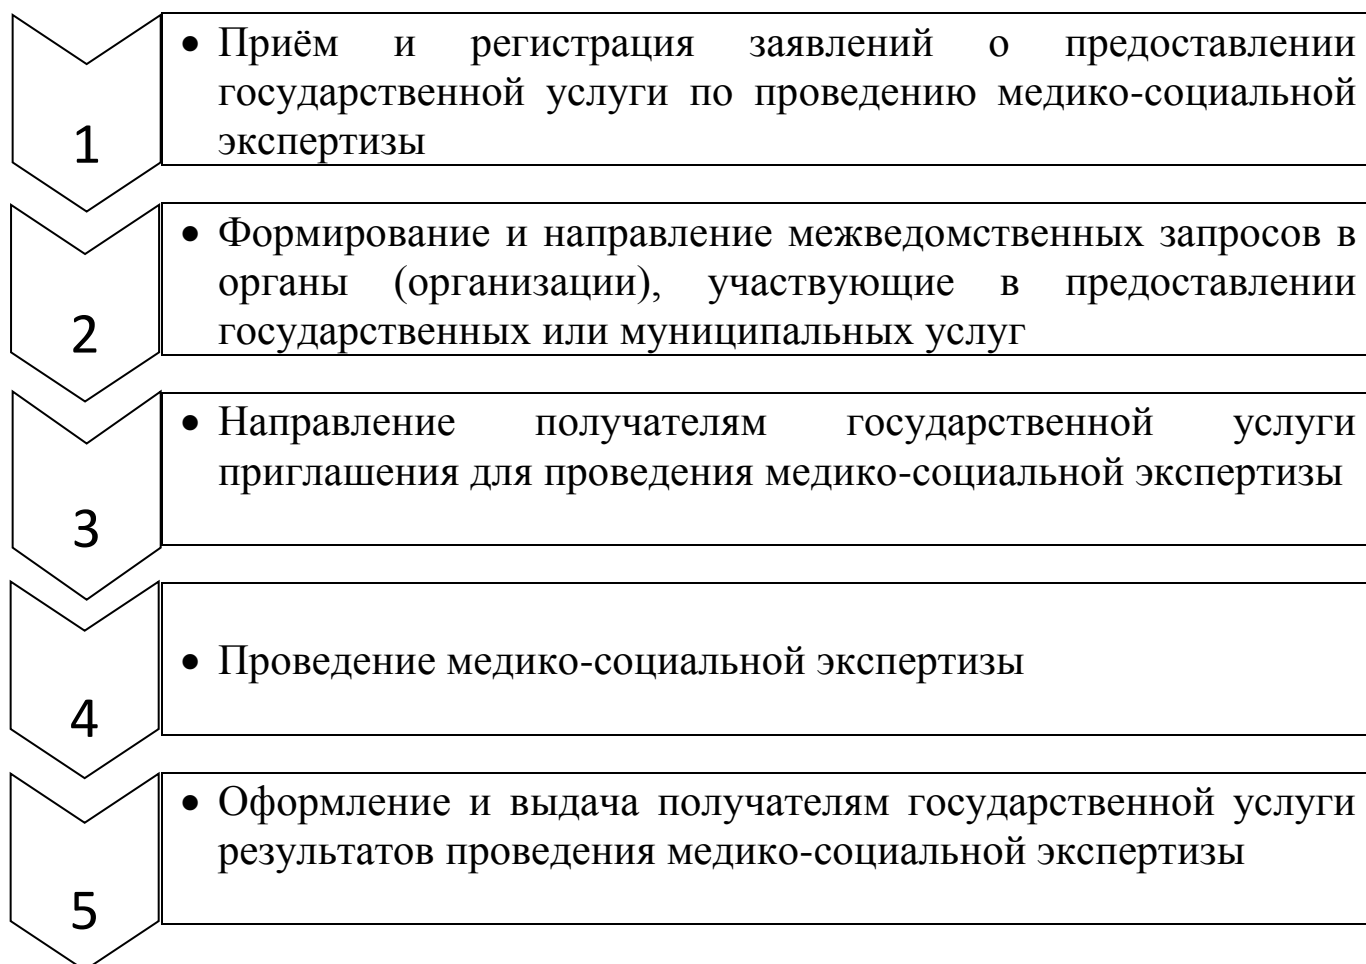 1
• Приём и регистрация заявлений о предоставлении
государственной услуги по проведению медико-социальной
экспертизы
2
• Формирование и направление межведомственных запросов в
органы (организации), участвующие в предоставлении
государственных или муниципальных услуг
3
• Направление получателям государственной услуги
приглашения для проведения медико-социальной экспертизы
4
• Проведение медико-социальной экспертизы
5
• Оформление и выдача получателям государственной услуги
результатов проведения медико-социальной экспертизы